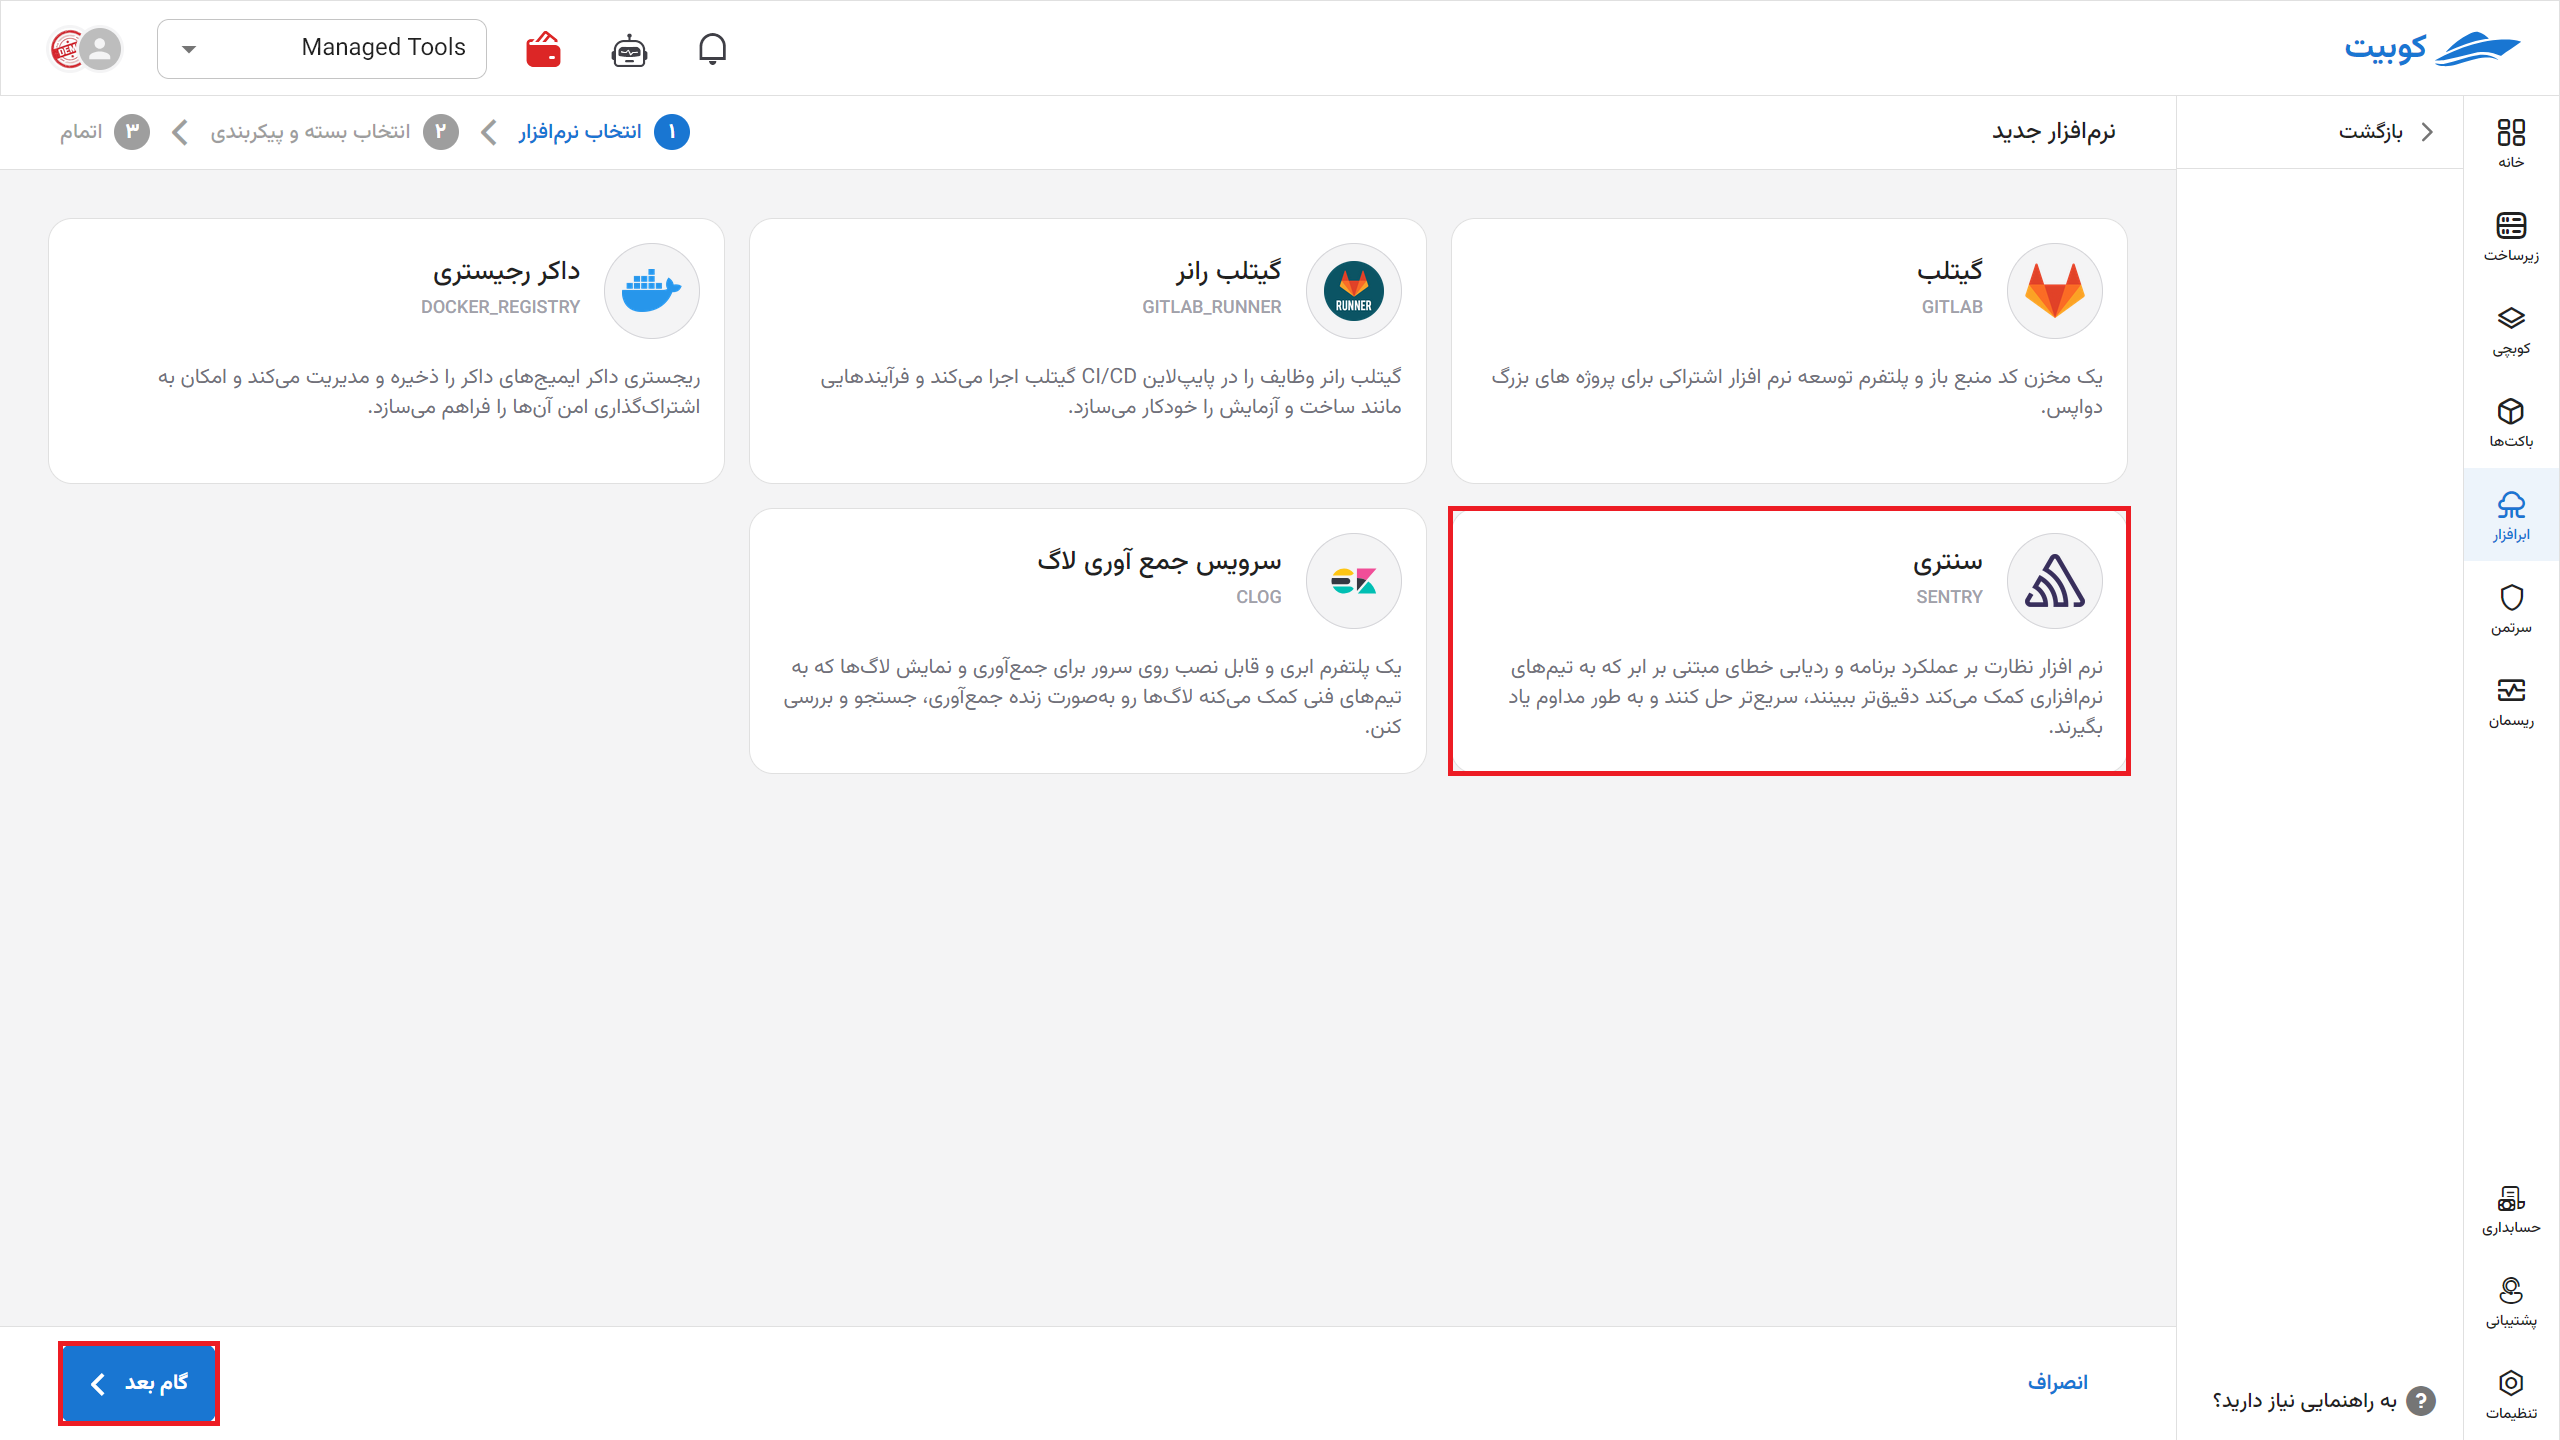 کوبیت
Managed Tools
خانه
زیرساخت
کوبچی
باکت‌ها
ابرافزار
سرتمن
ریسمان
حسابداری
پشتیبانی
تنظیمات
بازگشت
به راهنمایی نیاز دارید؟
نرم‌افزار جدید
۱ انتخاب نرم‌افزار
۲ انتخاب بسته و پیکربندی
۳ اتمام
گیتلب
GITLAB
یک مخزن کد منبع باز و پلتفرم توسعه نرم افزار اشتراکی برای پروژه های بزرگ
دواپس.
گیتلب رانر
GITLAB_RUNNER
RUNNER
گیتلب رانر وظایف را در پایپ‌لاین CI/CD گیتلب اجرا می‌کند و فرآیندهایی
مانند ساخت و آزمایش را خودکار می‌سازد.
داکر رجیستری
DOCKER_REGISTRY
ریجستری داکر ایمیج‌های داکر را ذخیره و مدیریت می‌کند و امکان به
اشتراک‌گذاری امن آن‌ها را فراهم می‌سازد.
سنتری
SENTRY
نرم افزار نظارت بر عملکرد برنامه و ردیابی خطای مبتنی بر ابر که به تیم‌های
نرم‌افزاری کمک می‌کند دقیق‌تر ببینند، سریع‌تر حل کنند و به طور مداوم یاد
بگیرند.
سرویس جمع آوری لاگ
CLOG
یک پلتفرم ابری و قابل نصب روی سرور برای جمع‌آوری و نمایش لاگ‌ها که به
تیم‌های فنی کمک می‌کنه لاگ‌ها رو به‌صورت زنده جمع‌آوری، جستجو و بررسی
کنن.
انصراف
گام بعد